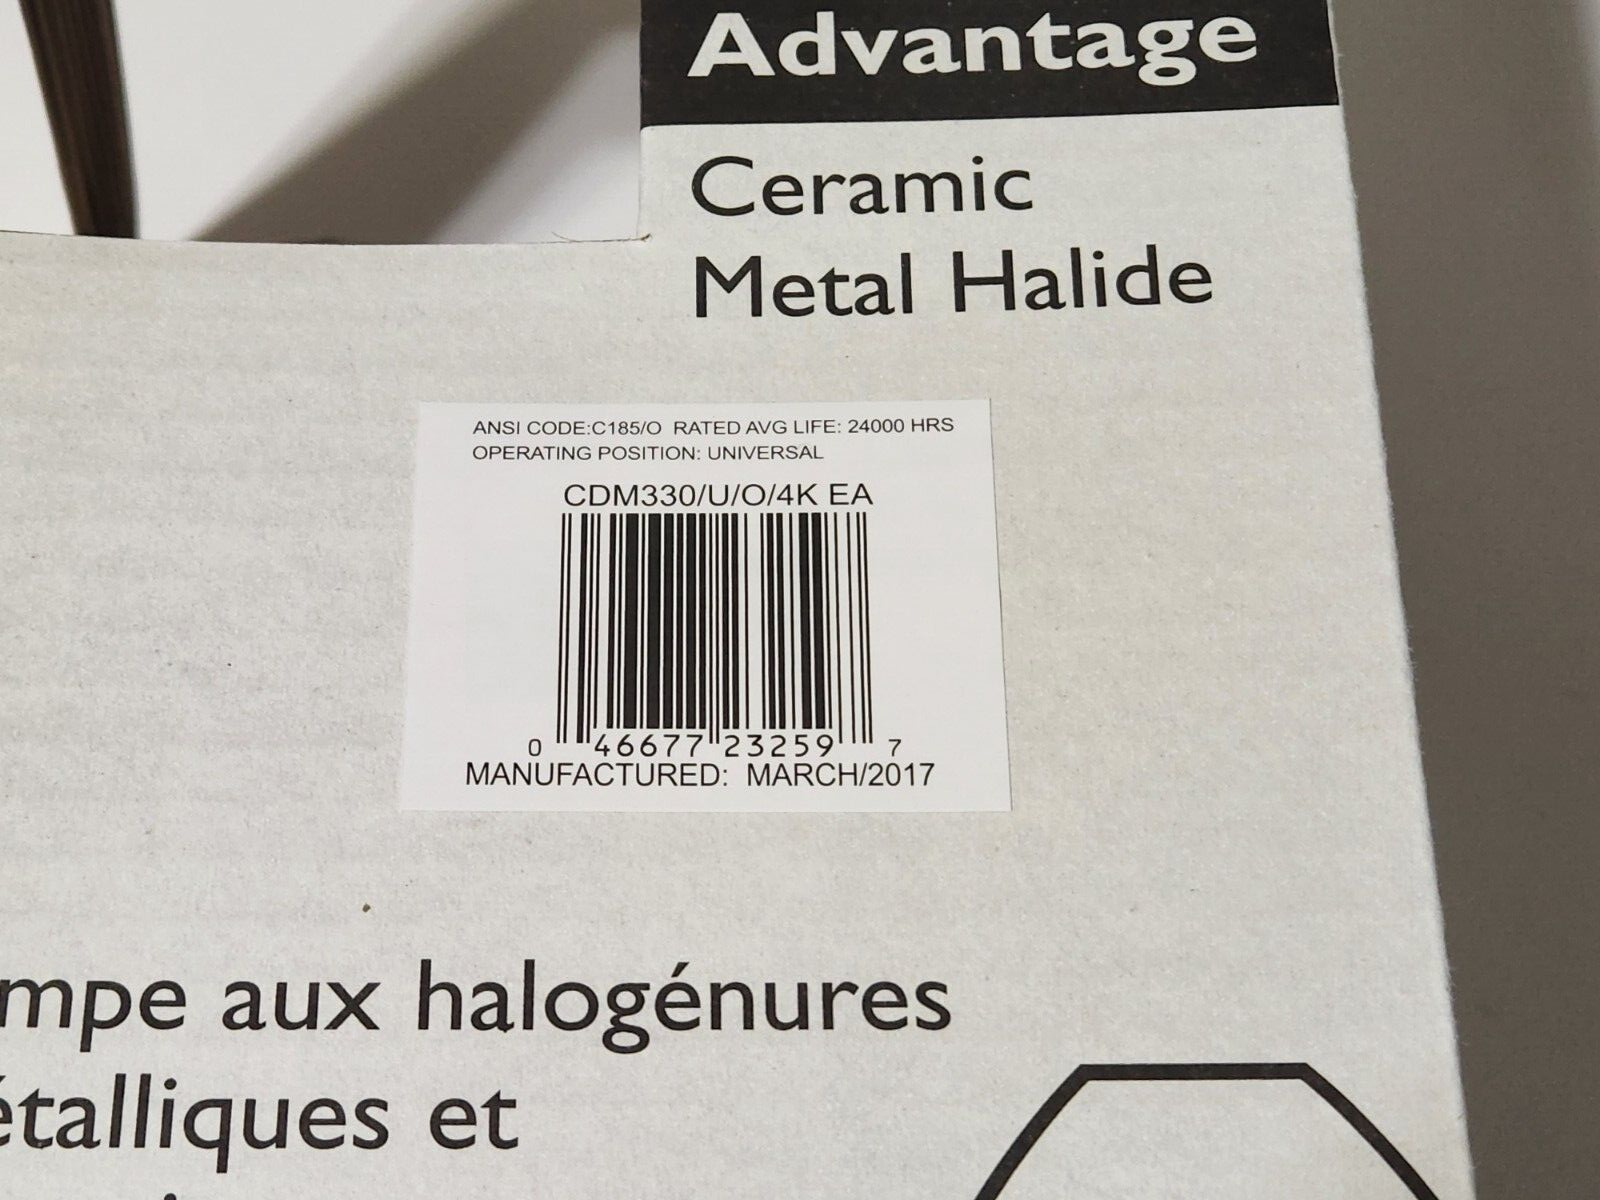 Advantage
Ceramic
Metal Halide
ANSI CODE:C185/O RATED AVG LIFE: 24000 HRS
OPERATING POSITION: UNIVERSAL
CDM330/U/O/4K EA
0 46677 23259 7
MANUFACTURED: MARCH/2017
mpe aux halogénures
étalliques et